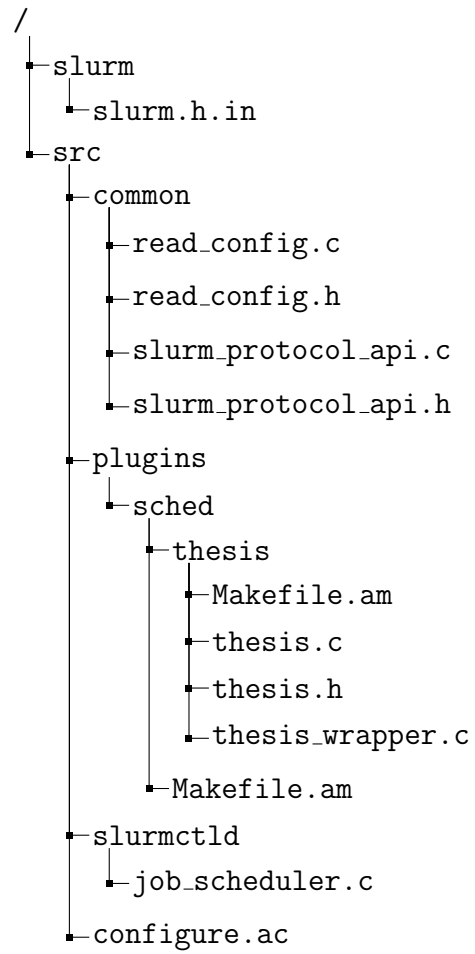 /
slurm
slurm.h.in
src
common
read_config.c
read_config.h
slurm_protocol_api.c
slurm_protocol_api.h
plugins
sched
thesis
Makefile.am
thesis.c
thesis.h
thesis_wrapper.c
Makefile.am
slurmctld
job_scheduler.c
configure.ac